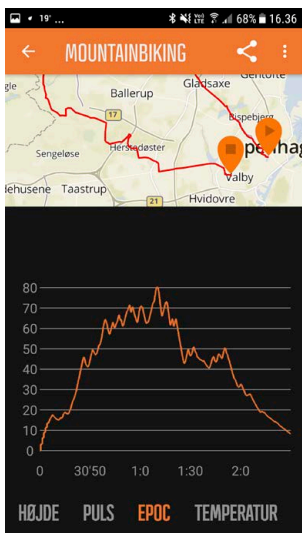 19° ... Vo) LTE 68% 16.36
MOUNTAINBIKING
Gladsaxe
Gentofte
Ballerup
17
Bispebjerg
Sengeløse
Herstedøster
Valby
Taastrup
21
Hvidovre
80
70
60
50
40
30
20
10
0
0 30'50 1:0 1:30 2:0
HØJDE PULS EPOC TEMPERATUR